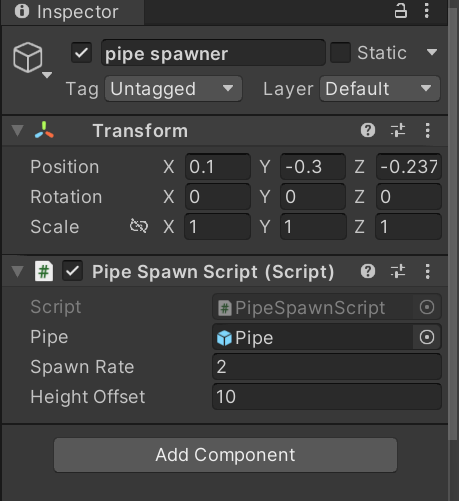 Inspector
pipe spawner Static
Tag Untagged Layer Default
Transform
Position X 0.1 Y -0.3 Z -0.237
Rotation X 0 Y 0 Z 0
Scale X 1 Y 1 Z 1
# Pipe Spawn Script (Script)
Script # PipeSpawnScript
Pipe Pipe
Spawn Rate 2
Height Offset 10
Add Component